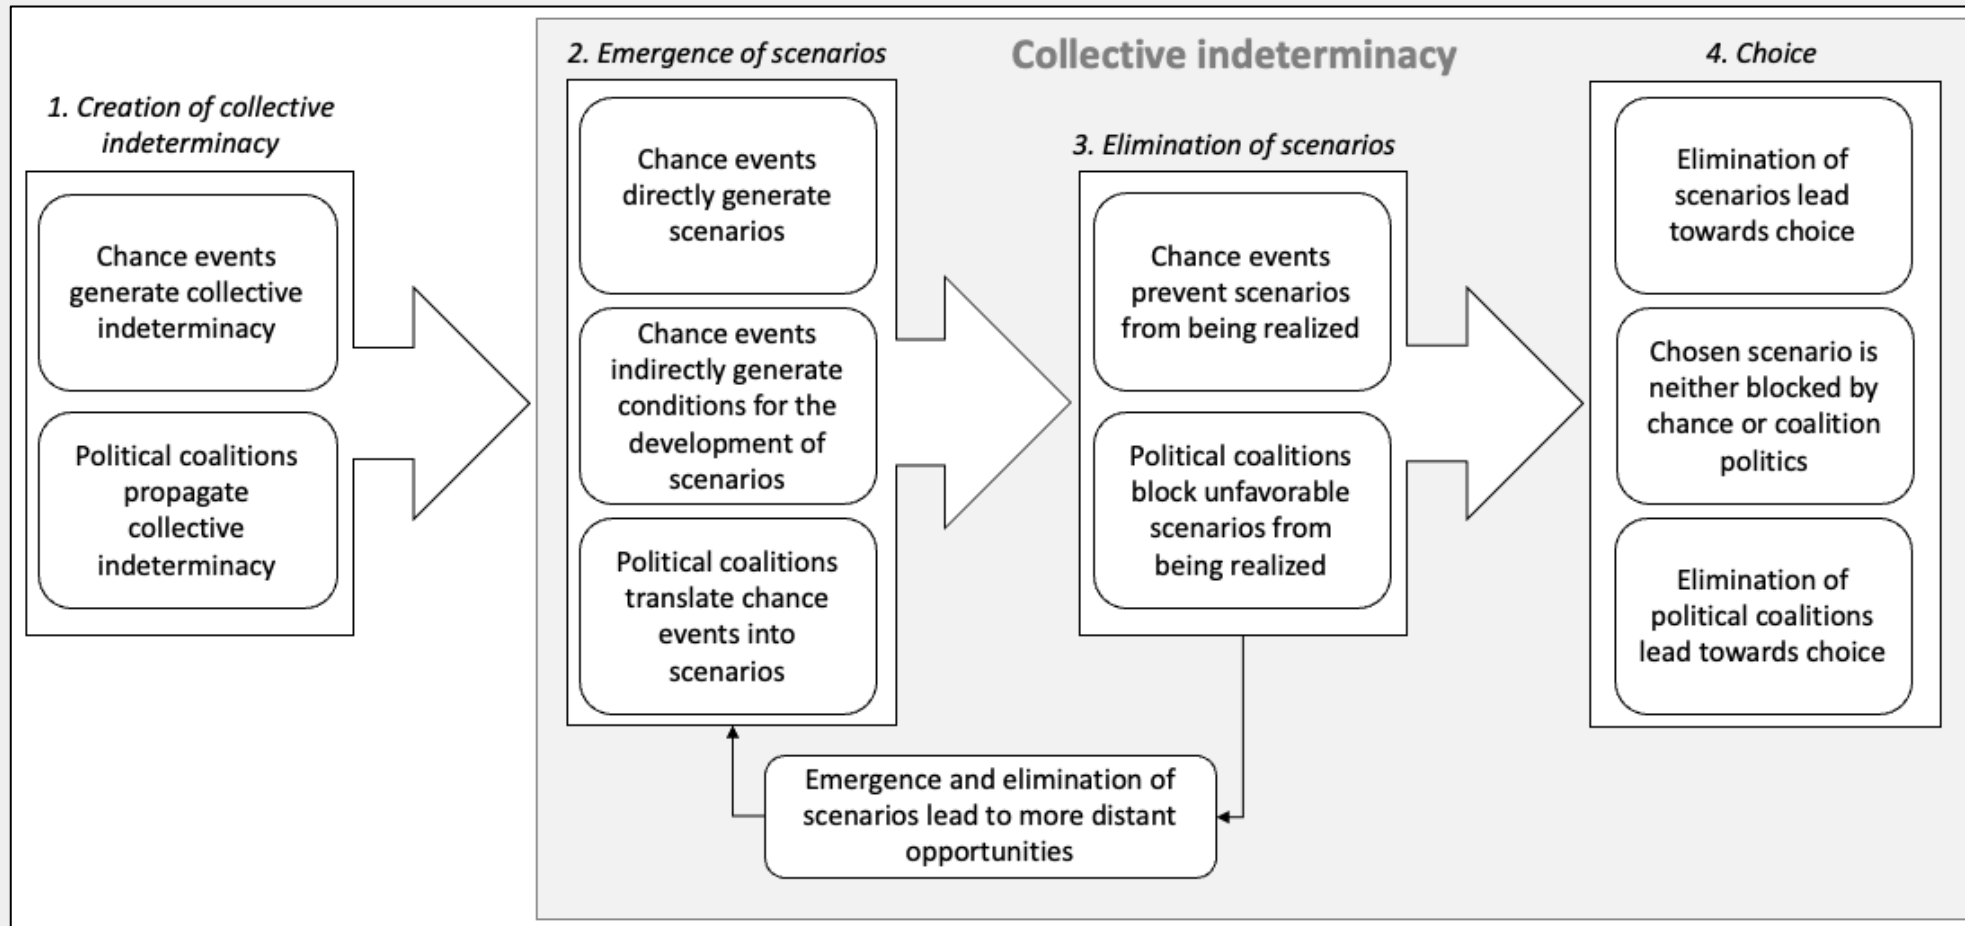 1. Creation of collective
indeterminacy
Chance events
generate collective
indeterminacy
Political coalitions
propagate
collective
indeterminacy
Collective indeterminacy
2. Emergence of scenarios
Chance events
directly generate
scenarios
Chance events
indirectly generate
conditions for the
development of
scenarios
Political coalitions
translate chance
events into
scenarios
3. Elimination of scenarios
Chance events
prevent scenarios
from being realized
Political coalitions
block unfavorable
scenarios from
being realized
Emergence and elimination of
scenarios lead to more distant
opportunities
4. Choice
Elimination of
scenarios lead
towards choice
Chosen scenario is
neither blocked by
chance or coalition
politics
Elimination of
political coalitions
lead towards choice